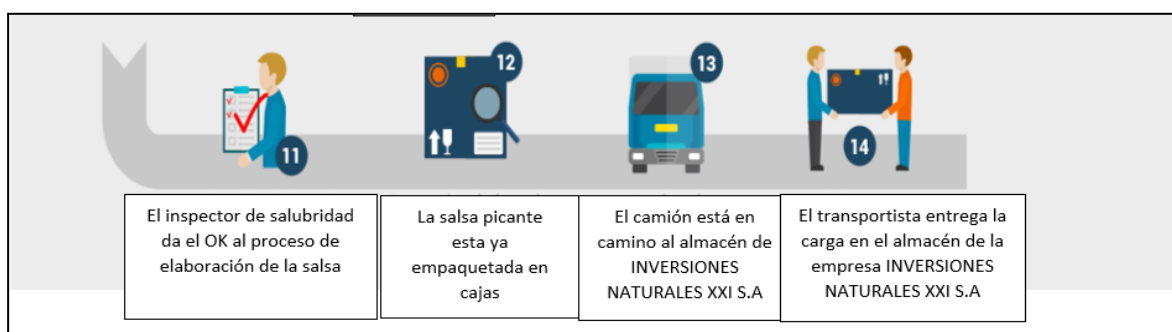 11
12
13
14
El inspector de salubridad
da el OK al proceso de
elaboración de la salsa
La salsa picante
esta ya
empaquetada en
cajas
El camión está en
camino al almacén de
INVERSIONES
NATURALES XXI S.A
El transportista entrega la
carga en el almacén de la
empresa INVERSIONES
NATURALES XXI S.A